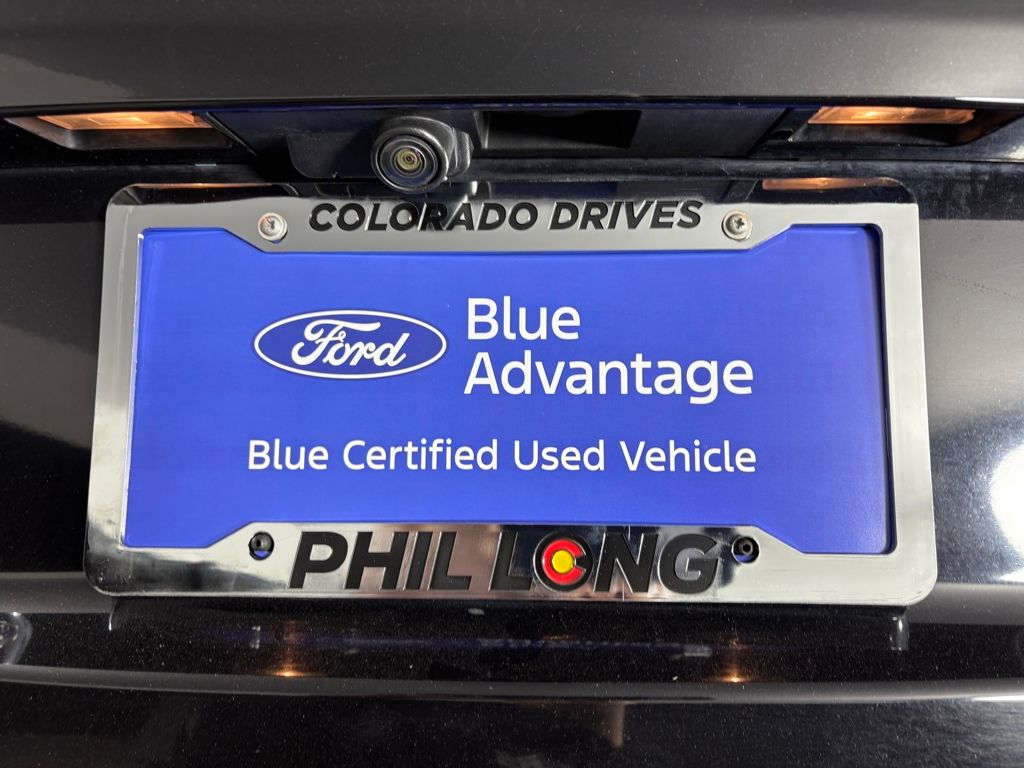 COLORADO DRIVES
Ford
Blue
Advantage
Blue Certified Used Vehicle
PHIL LONG